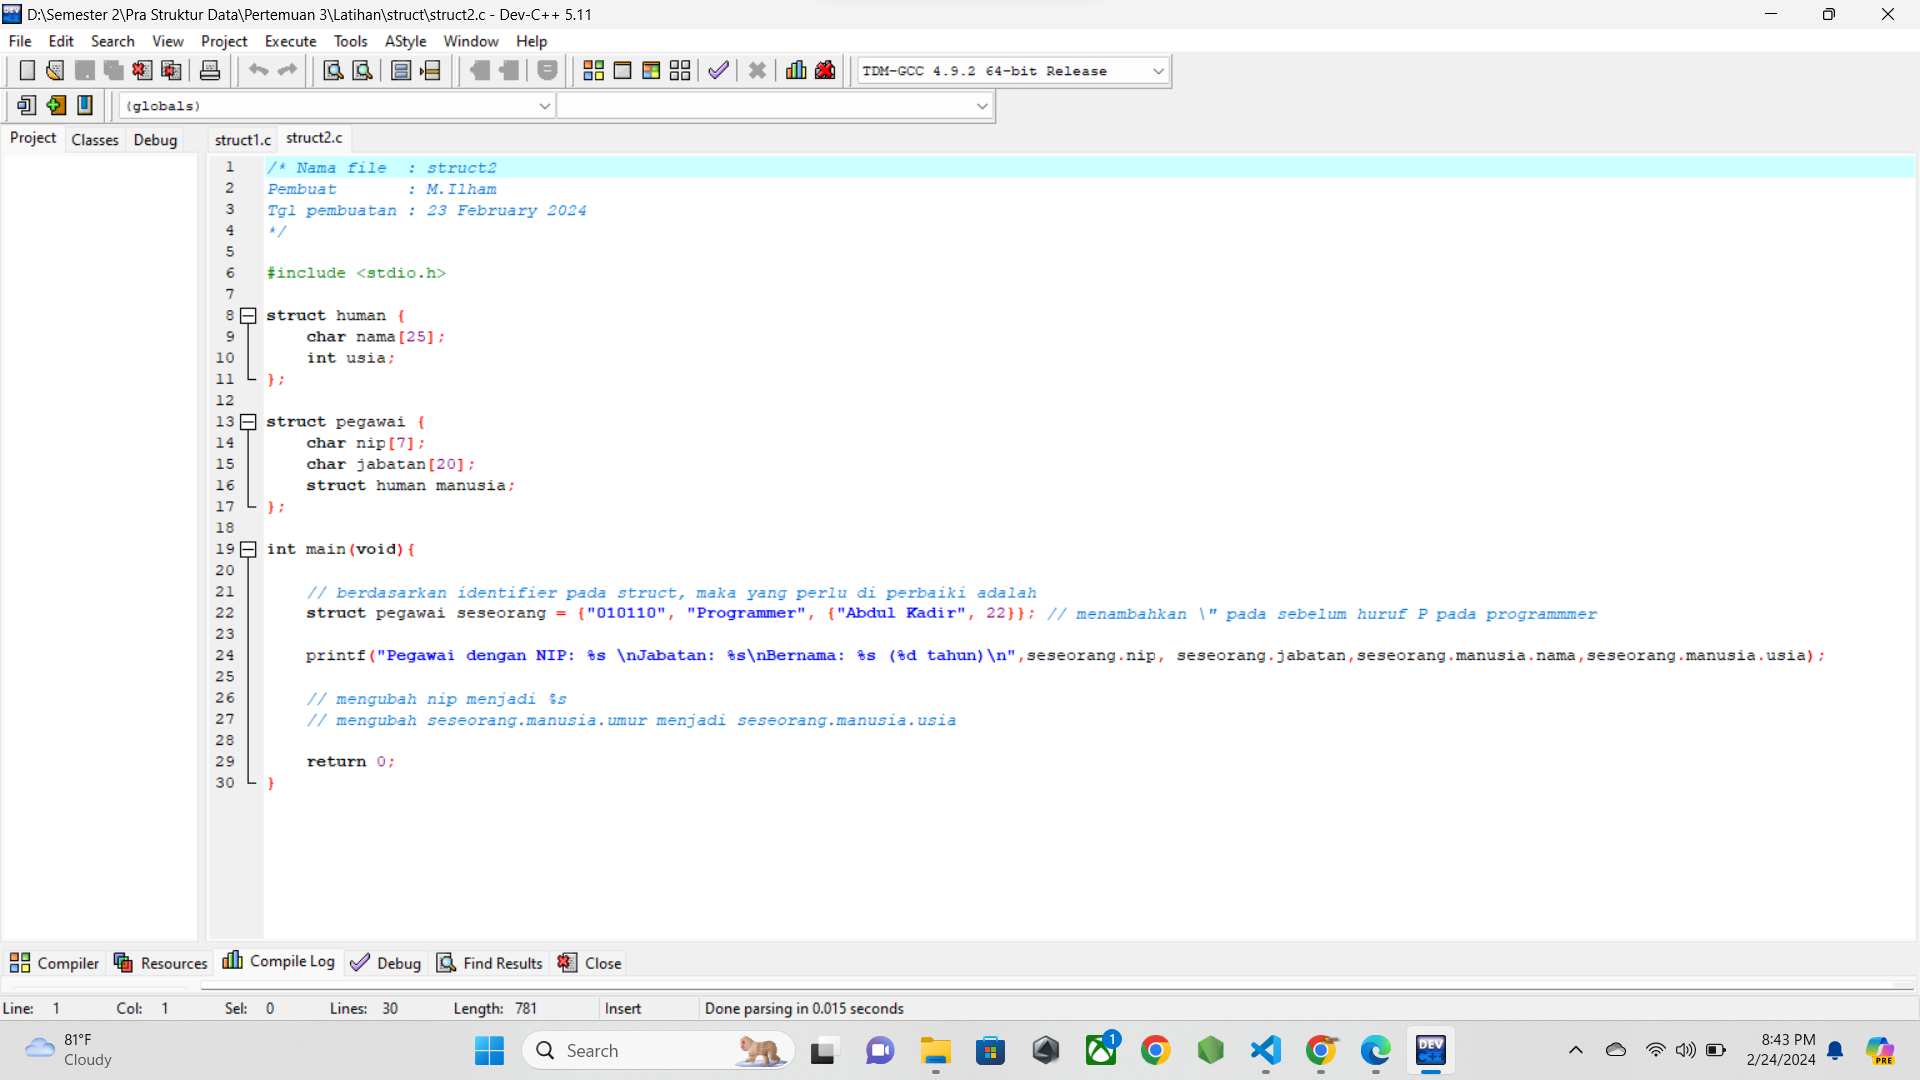 D:\Semester 2\Pra Struktur Data\Pertemuan 3\Latihan\struct\struct2.c - Dev-C++ 5.11
File Edit Search View Project Execute Tools AStyle Window Help
TDM-GCC 4.9.2 64-bit Release
(globals)
Project Classes Debug struct1.c struct2.c
1 /* Nama file : struct2
2 Pembuat : M.Ilham
3 Tgl pembuatan : 23 February 2024
4 */
5
6 #include <stdio.h>
7
8 struct human {
9 char nama[25];
10 int usia;
11 };
12
13 struct pegawai {
14 char nip[7];
15 char jabatan[20];
16 struct human manusia;
17 };
18
19 int main(void){
20
21 // berdasarkan identifier pada struct, maka yang perlu di perbaiki adalah
22 struct pegawai seseorang = {"010110", "Programmer", {"Abdul Kadir", 22}}; // menambahkan \" pada sebelum huruf P pada programmmer
23
24 printf("Pegawai dengan NIP: %s \nJabatan: %s\nBernama: %s (%d tahun)\n",seseorang.nip, seseorang.jabatan,seseorang.manusia.nama,seseorang.manusia.usia);
25
26 // mengubah nip menjadi %s
27 // mengubah seseorang.manusia.umur menjadi seseorang.manusia.usia
28
29 return 0;
30 }
Compiler Resources Compile Log Debug Find Results Close
Line: 1 Col: 1 Sel: 0 Lines: 30 Length: 781 Insert Done parsing in 0.015 seconds
81°F
Cloudy
Search
1
DEV
C++
8:43 PM
2/24/2024
PRE